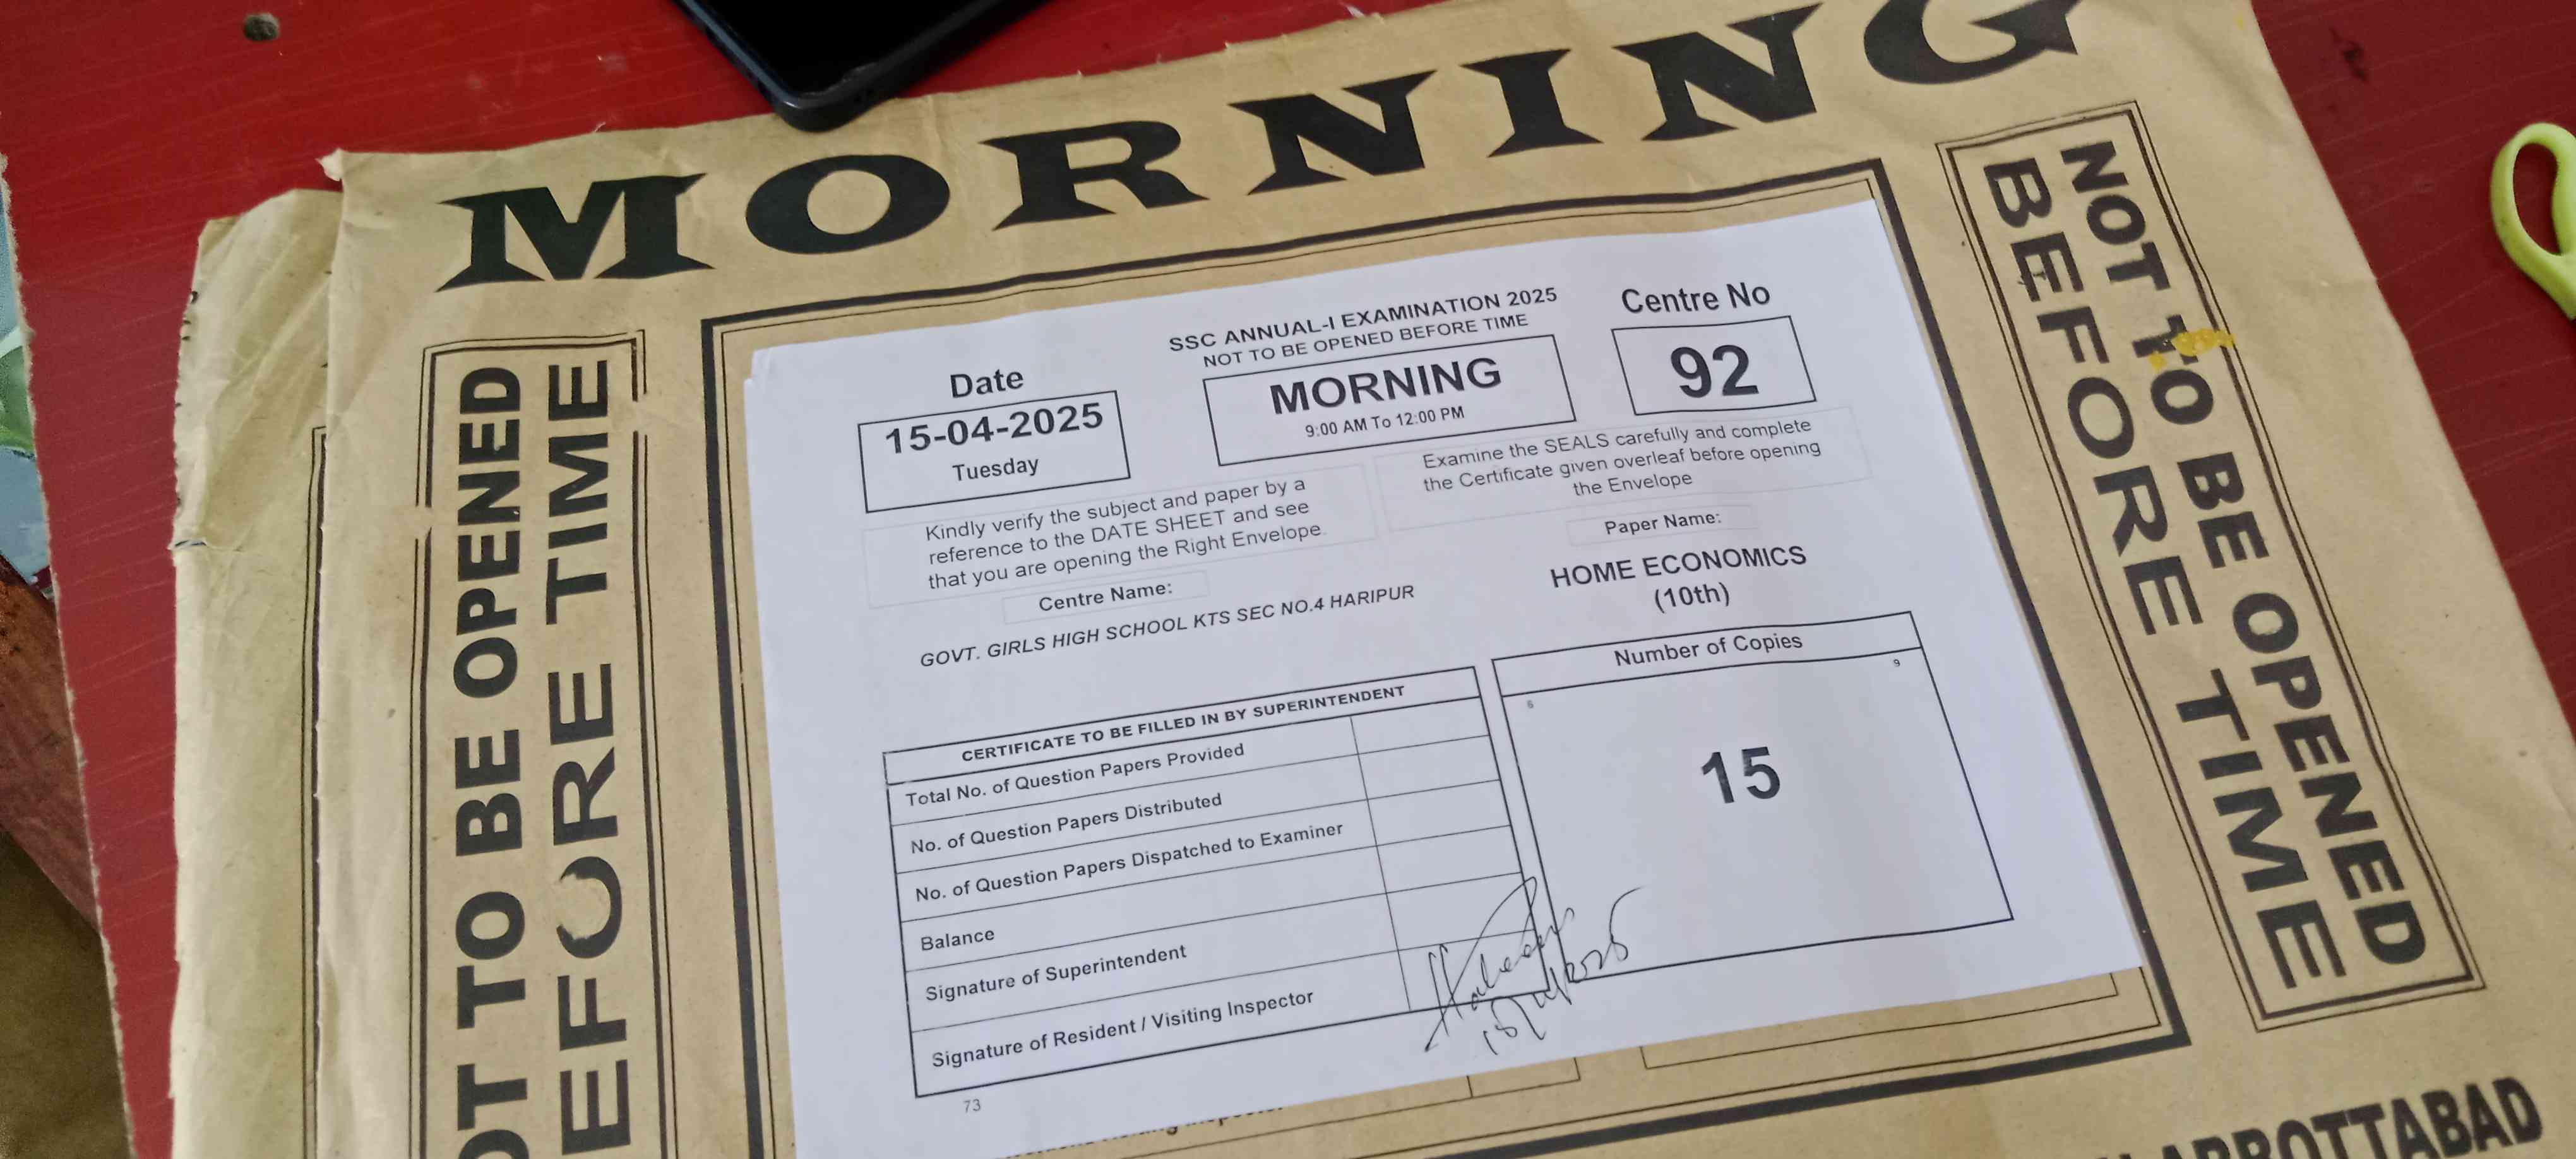 MORNING
NOT TO BE OPENED
BEFORE TIME
OT TO BE OPENED
EFORE TIME
SSC ANNUAL-I EXAMINATION 2025
NOT TO BE OPENED BEFORE TIME
Date
15-04-2025
Tuesday
MORNING
9:00 AM To 12:00 PM
Centre No
92
Kindly verify the subject and paper by a
reference to the DATE SHEET and see
that you are opening the Right Envelope.
Examine the SEALS carefully and complete
the Certificate given overleaf before opening
the Envelope
Centre Name:
GOVT. GIRLS HIGH SCHOOL KTS SEC NO.4 HARIPUR
Paper Name:
HOME ECONOMICS
(10th)
CERTIFICATE TO BE FILLED IN BY SUPERINTENDENT
Total No. of Question Papers Provided
No. of Question Papers Distributed
No. of Question Papers Dispatched to Examiner
Balance
Signature of Superintendent
Signature of Resident / Visiting Inspector
Number of Copies
9
15
73
ABBOTTABAD